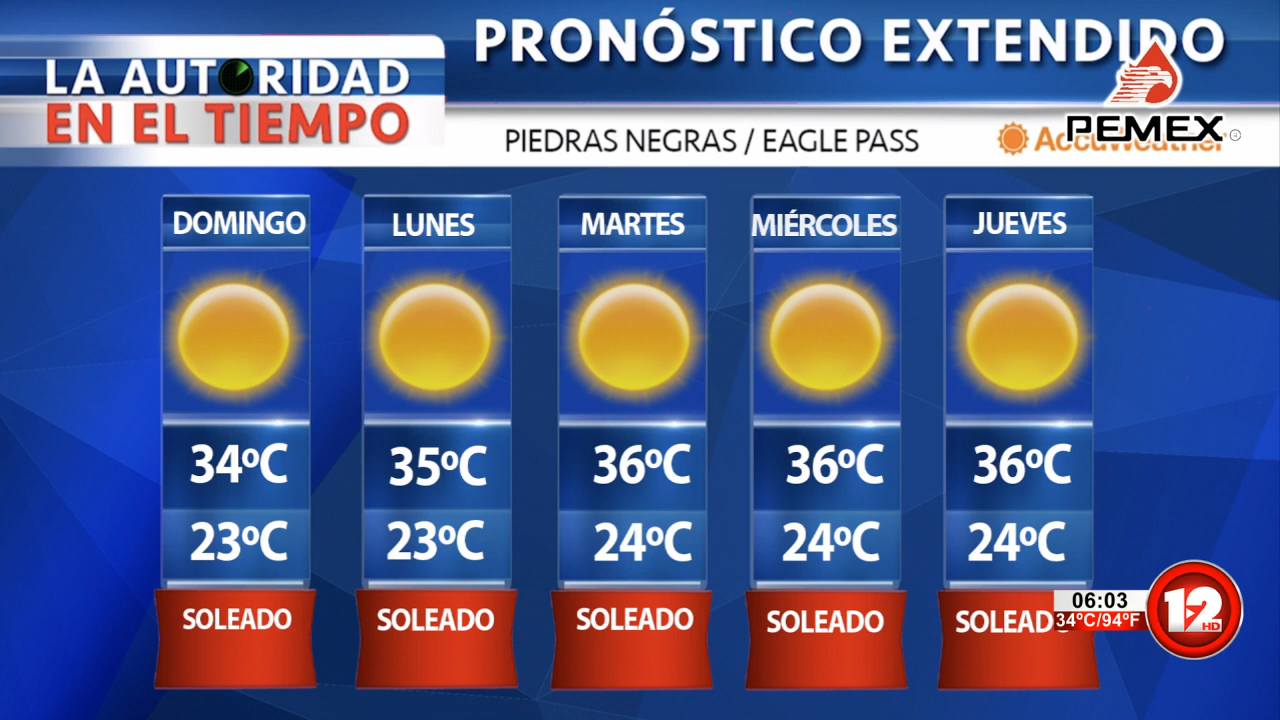 PRONÓSTICO EXTENDIDO
LA AUTORIDAD
EN EL TIEMPO
PIEDRAS NEGRAS / EAGLE PASS
AccuWeather
PEMEX
DOMINGO
LUNES
MARTES
MIÉRCOLES
JUEVES
34ºC
35ºC
36ºC
36ºC
36ºC
23ºC
23ºC
24ºC
24ºC
24ºC
SOLEADO
SOLEADO
SOLEADO
SOLEADO
SOLEADO
06:03
34ºC/94ºF
12
HD